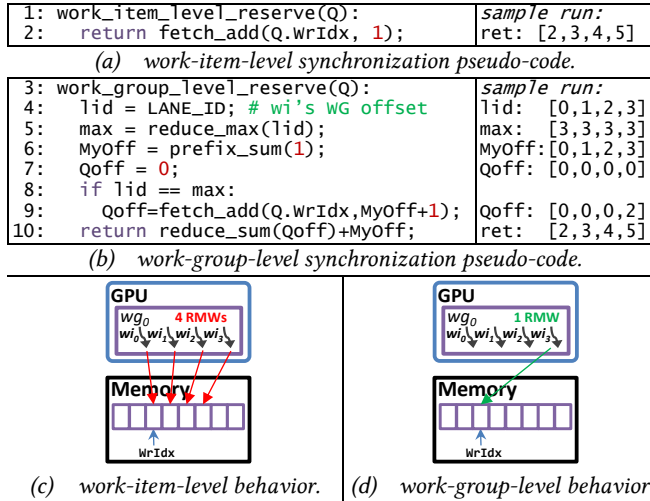 1: work_item_level_reserve(Q): sample run:
2: return fetch_add(Q.WrIdx, 1); ret: [2,3,4,5]
(a) work-item-level synchronization pseudo-code.
3: work_group_level_reserve(Q): sample run:
4: lid = LANE_ID; # wi's WG offset lid: [0,1,2,3]
5: max = reduce_max(lid); max: [3,3,3,3]
6: MyOff = prefix_sum(1); MyOff:[0,1,2,3]
7: Qoff = 0; Qoff: [0,0,0,0]
8: if lid == max:
9: Qoff=fetch_add(Q.WrIdx,MyOff+1); Qoff: [0,0,0,2]
10: return reduce_sum(Qoff)+MyOff; ret: [2,3,4,5]
(b) work-group-level synchronization pseudo-code.
GPU
wg0 4 RMWs
wi0 wi1 wi2 wi3
Memory
WrIdx
(c) work-item-level behavior.
GPU
wg0 1 RMW
wi0 wi1 wi2 wi3
Memory
WrIdx
(d) work-group-level behavior